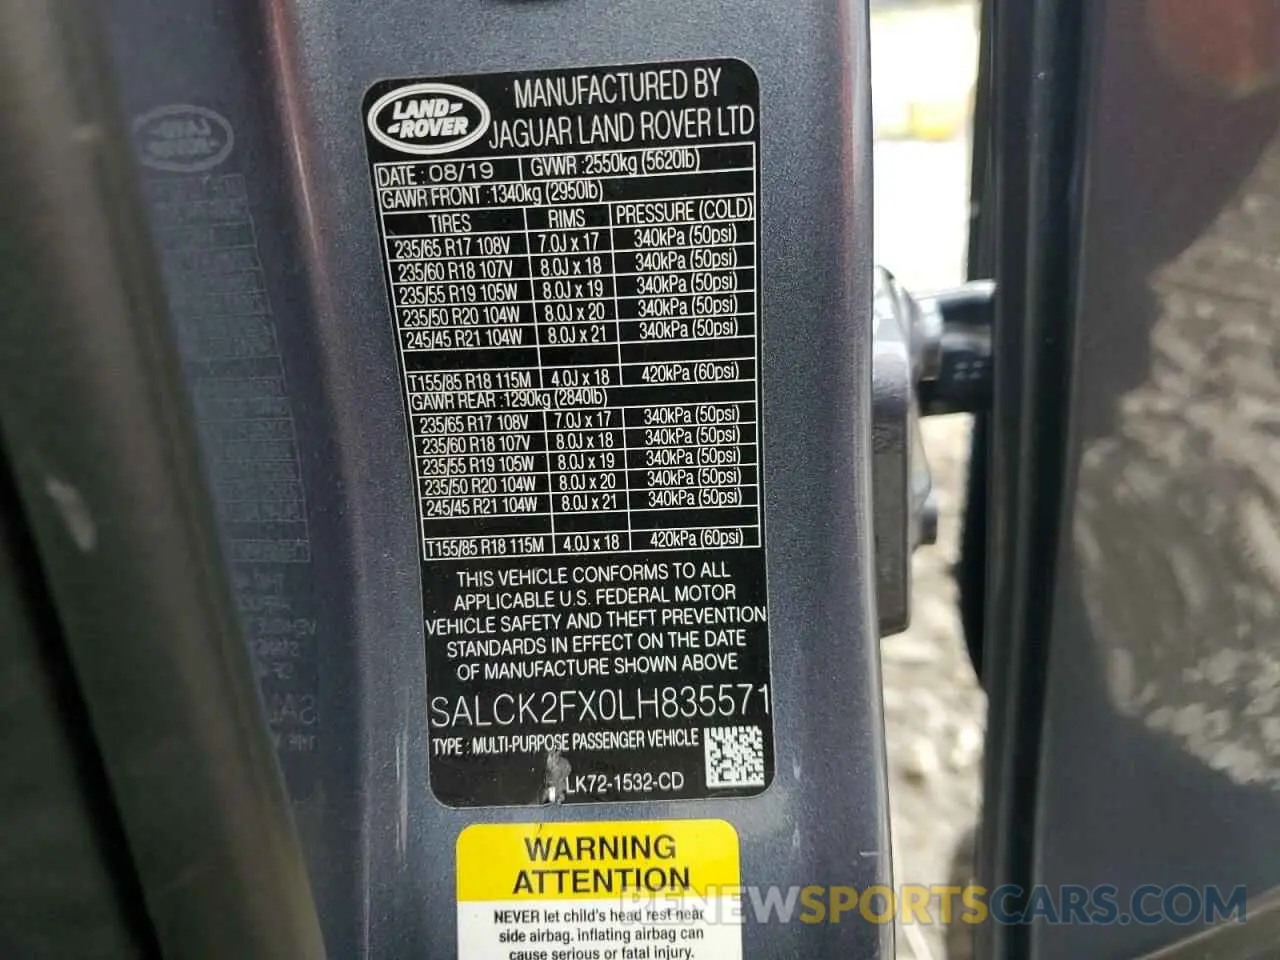 LAND-
-ROVER
MANUFACTURED BY
JAGUAR LAND ROVER LTD
DATE : 08/19 GVWR :2550kg (5620lb)
GAWR FRONT :1340kg (2950lb)
TIRES RIMS PRESSURE (COLD)
235/65 R17 108V 7.0J x 17 340kPa (50psi)
235/60 R18 107V 8.0J x 18 340kPa (50psi)
235/55 R19 105W 8.0J x 19 340kPa (50psi)
235/50 R20 104W 8.0J x 20 340kPa (50psi)
245/45 R21 104W 8.0J x 21 340kPa (50psi)
T155/85 R18 115M 4.0J x 18 420kPa (60psi)
GAWR REAR :1290kg (2840lb)
235/65 R17 108V 7.0J x 17 340kPa (50psi)
235/60 R18 107V 8.0J x 18 340kPa (50psi)
235/55 R19 105W 8.0J x 19 340kPa (50psi)
235/50 R20 104W 8.0J x 20 340kPa (50psi)
245/45 R21 104W 8.0J x 21 340kPa (50psi)
T155/85 R18 115M 4.0J x 18 420kPa (60psi)
THIS VEHICLE CONFORMS TO ALL
APPLICABLE U.S. FEDERAL MOTOR
VEHICLE SAFETY AND THEFT PREVENTION
STANDARDS IN EFFECT ON THE DATE
OF MANUFACTURE SHOWN ABOVE
SALCK2FX0LH835571
TYPE : MULTI-PURPOSE PASSENGER VEHICLE
LK72-1532-CD
WARNING
ATTENTION
NEVER let child's head rest near
side airbag. inflating airbag can
cause serious or fatal injury.
RENEWSPORTSCARS.COM